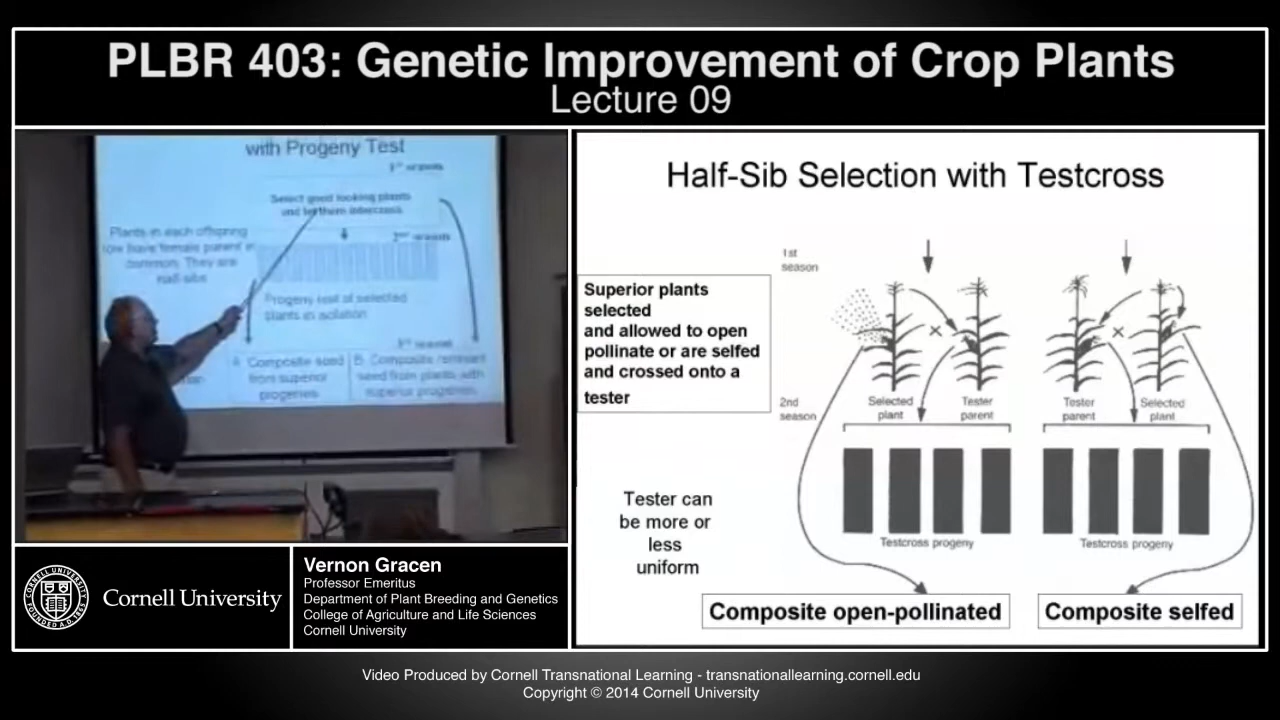 PLBR 403: Genetic Improvement of Crop Plants
Lecture 09
with Progeny Test
Select good looking plants
and let them intercross
Plants in each offspring
row have female parent in
common. They are
half-sibs
Progeny row of selected
plants in isolation
A. Composite seed
from superior
progenies
B. Composite remnant
seed from plants with
superior progenies
Half-Sib Selection with Testcross
1st
season
Superior plants
selected
and allowed to open
pollinate or are selfed
and crossed onto a
tester
×
×
2nd
season
Selected
plant
Tester
parent
Tester
parent
Selected
plant
Tester can
be more or
less
uniform
Testcross progeny
Testcross progeny
Composite open-pollinated
Composite selfed
CORNELL UNIVERSITY
Cornell University
Vernon Gracen
Professor Emeritus
Department of Plant Breeding and Genetics
College of Agriculture and Life Sciences
Cornell University
Video Produced by Cornell Transnational Learning - transnationallearning.cornell.edu
Copyright © 2014 Cornell University